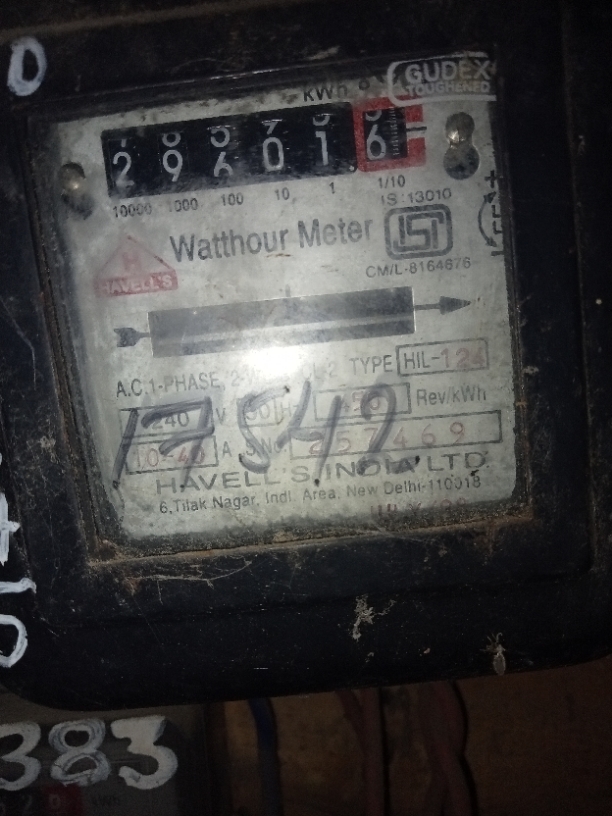 0
GUDEX
TOUGHENED
kWh
2 9 6 0 1 6
10000 1000 100 10 1 1/10
IS:13010
Watthour Meter
ISI
HAVELL'S
CM/L-8164676
A.C.1-PHASE TYPE HIL-124
240 V Rev/kWh
10-40 A 257469
17542
HAVELL'S INDIA LTD.
6,Tilak Nagar, Indl. Area, New Delhi-110018
383